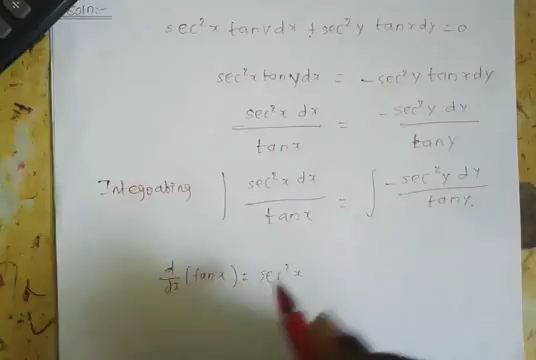 Soln:-
sec²x tany dx + sec²y tanx dy = 0
sec²x tany dx = -sec²y tanx dy
sec²x dx / tanx = -sec²y dy / tany
Integrating ∫ sec²x dx / tanx = ∫ -sec²y dy / tany.
d/dx (tanx) = sec²x